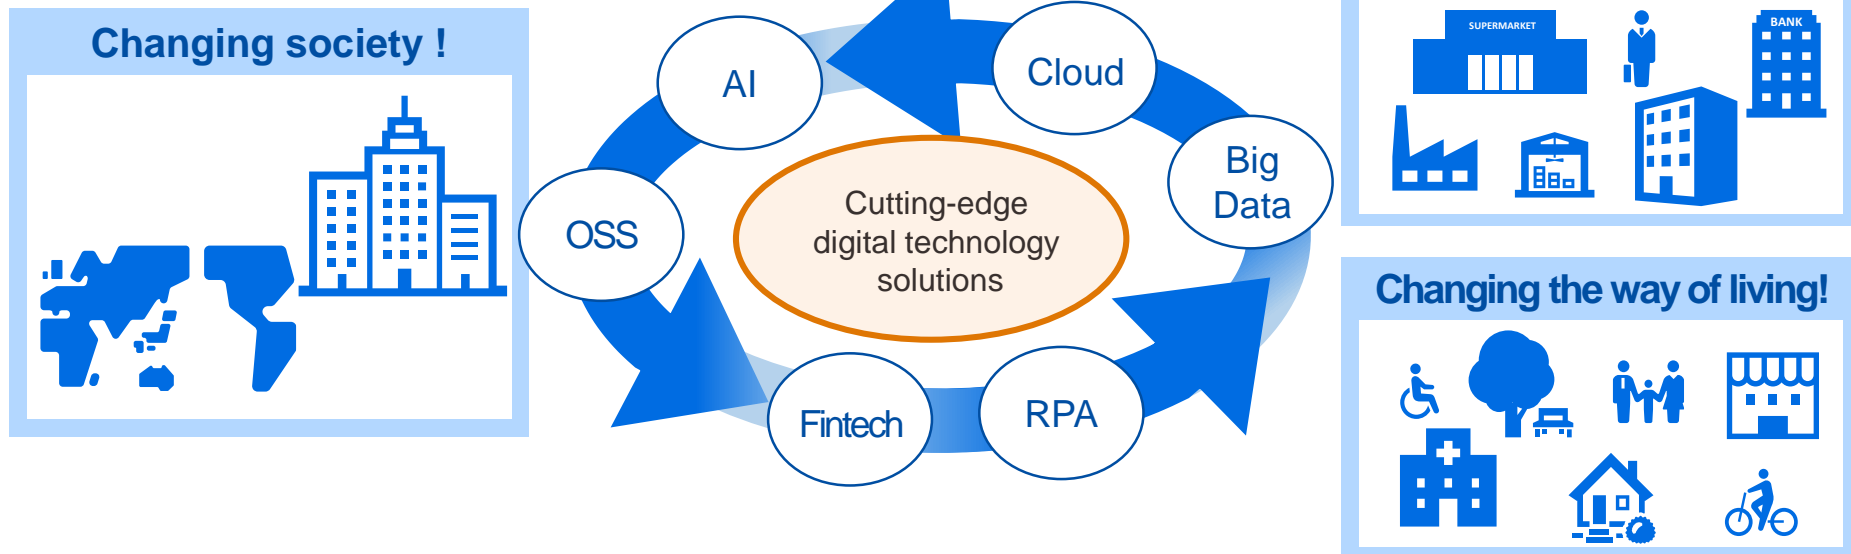 Changing society !
AI
Cloud
Big
Data
OSS
Cutting-edge
digital technology
solutions
Fintech
RPA
SUPERMARKET
BANK
Changing the way of living!